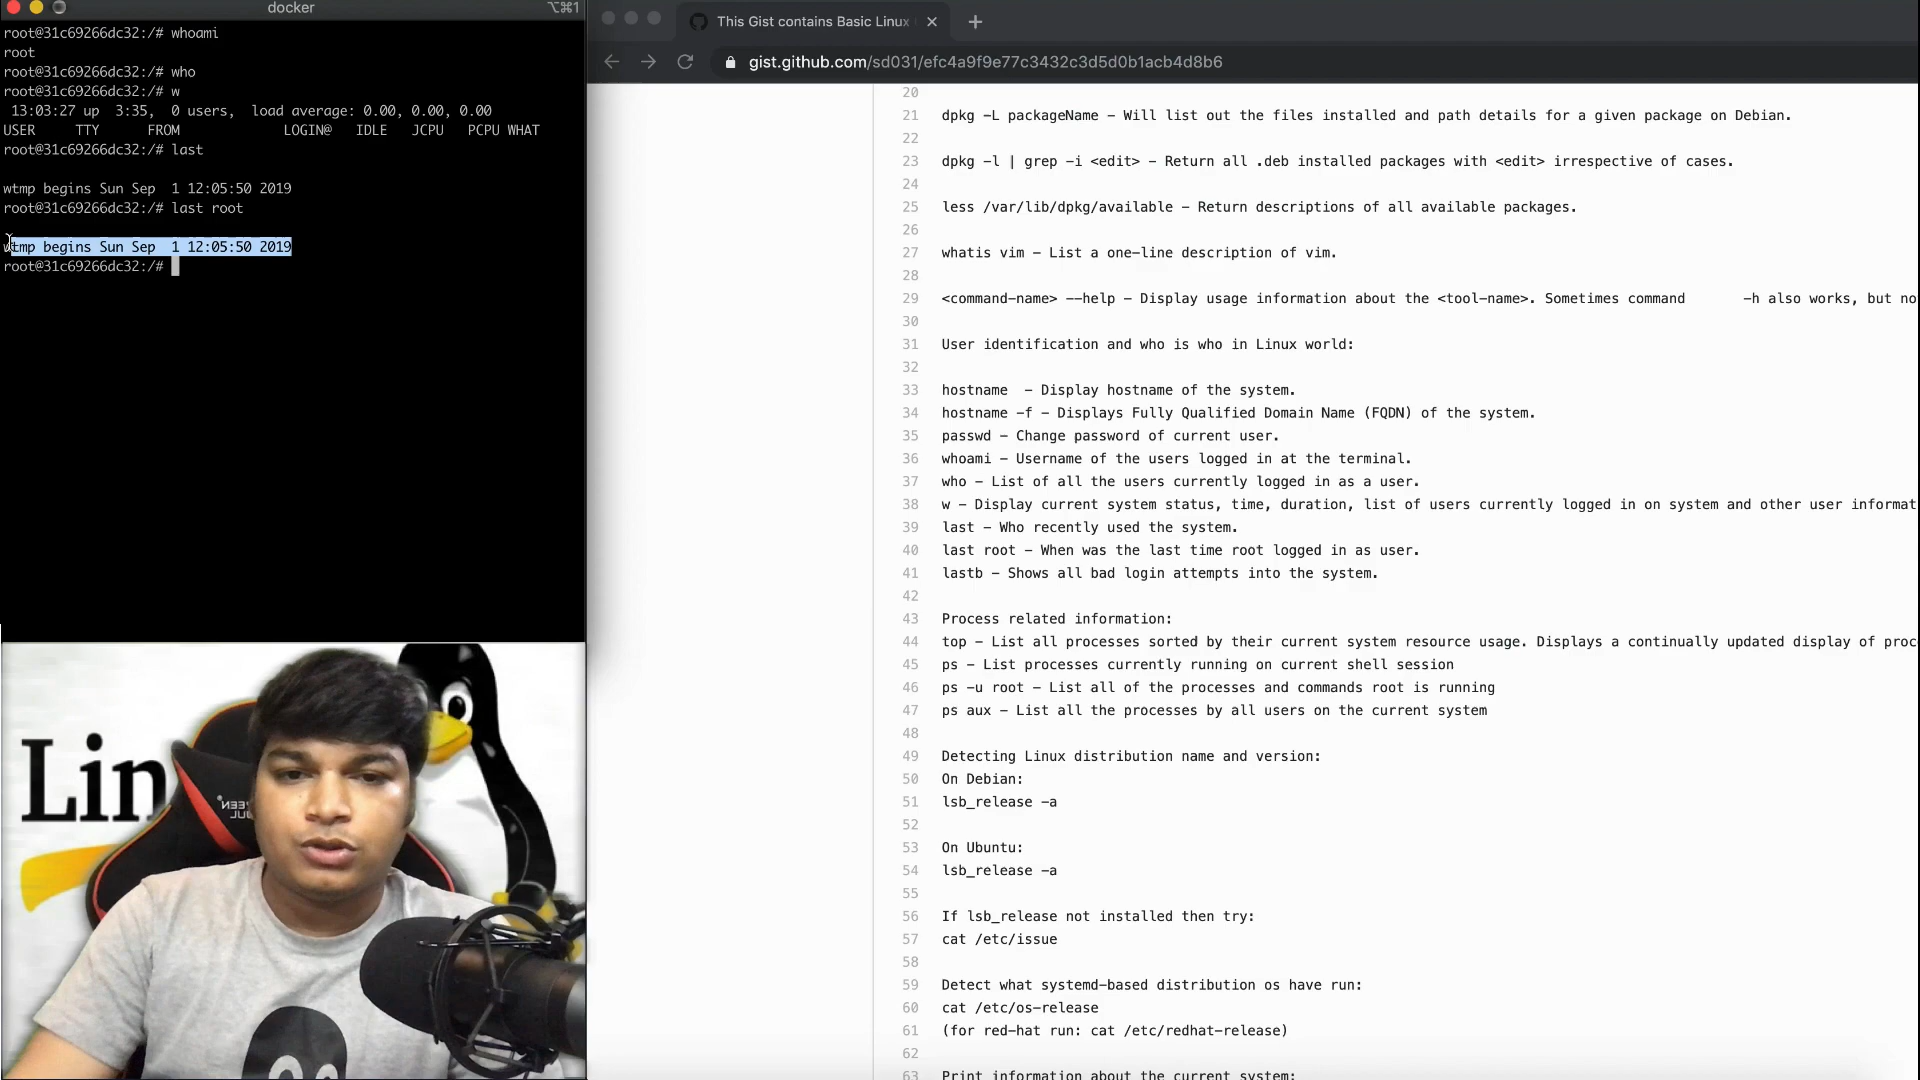 docker
⌥⌘1
root@31c69266dc32:/# whoami
root
root@31c69266dc32:/# who
root@31c69266dc32:/# w
13:03:27 up  3:35,  0 users,  load average: 0.00, 0.00, 0.00
USER     TTY      FROM             LOGIN@   IDLE   JCPU   PCPU WHAT
root@31c69266dc32:/# last
wtmp begins Sun Sep  1 12:05:50 2019
root@31c69266dc32:/# last root
wtmp begins Sun Sep  1 12:05:50 2019
root@31c69266dc32:/#
This Gist contains Basic Linux
gist.github.com/sd031/efc4a9f9e77c3432c3d5d0b1acb4d8b6
20
21 dpkg -L packageName - Will list out the files installed and path details for a given package on Debian.
22
23 dpkg -l | grep -i <edit> - Return all .deb installed packages with <edit> irrespective of cases.
24
25 less /var/lib/dpkg/available - Return descriptions of all available packages.
26
27 whatis vim - List a one-line description of vim.
28
29 <command-name> --help - Display usage information about the <tool-name>. Sometimes command       -h also works, but no
30
31 User identification and who is who in Linux world:
32
33 hostname  - Display hostname of the system.
34 hostname -f - Displays Fully Qualified Domain Name (FQDN) of the system.
35 passwd - Change password of current user.
36 whoami - Username of the users logged in at the terminal.
37 who - List of all the users currently logged in as a user.
38 w - Display current system status, time, duration, list of users currently logged in on system and other user informat
39 last - Who recently used the system.
40 last root - When was the last time root logged in as user.
41 lastb - Shows all bad login attempts into the system.
42
43 Process related information:
44 top - List all processes sorted by their current system resource usage. Displays a continually updated display of proc
45 ps - List processes currently running on current shell session
46 ps -u root - List all of the processes and commands root is running
47 ps aux - List all the processes by all users on the current system
48
49 Detecting Linux distribution name and version:
50 On Debian:
51 lsb_release -a
52
53 On Ubuntu:
54 lsb_release -a
55
56 If lsb_release not installed then try:
57 cat /etc/issue
58
59 Detect what systemd-based distribution os have run:
60 cat /etc/os-release
61 (for red-hat run: cat /etc/redhat-release)
62
63 Print information about the current system:
Lin